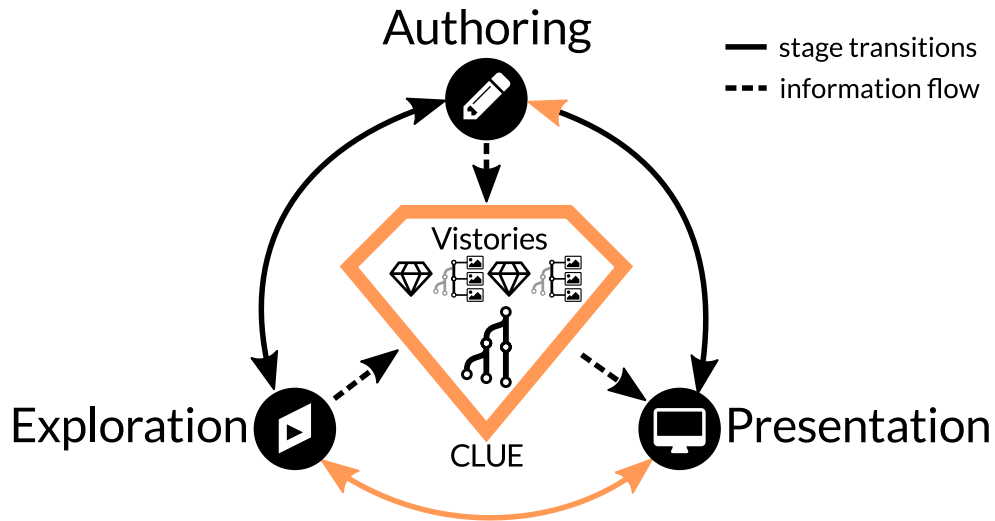 Authoring
stage transitions
information flow
Vistories
Exploration
Presentation
CLUE